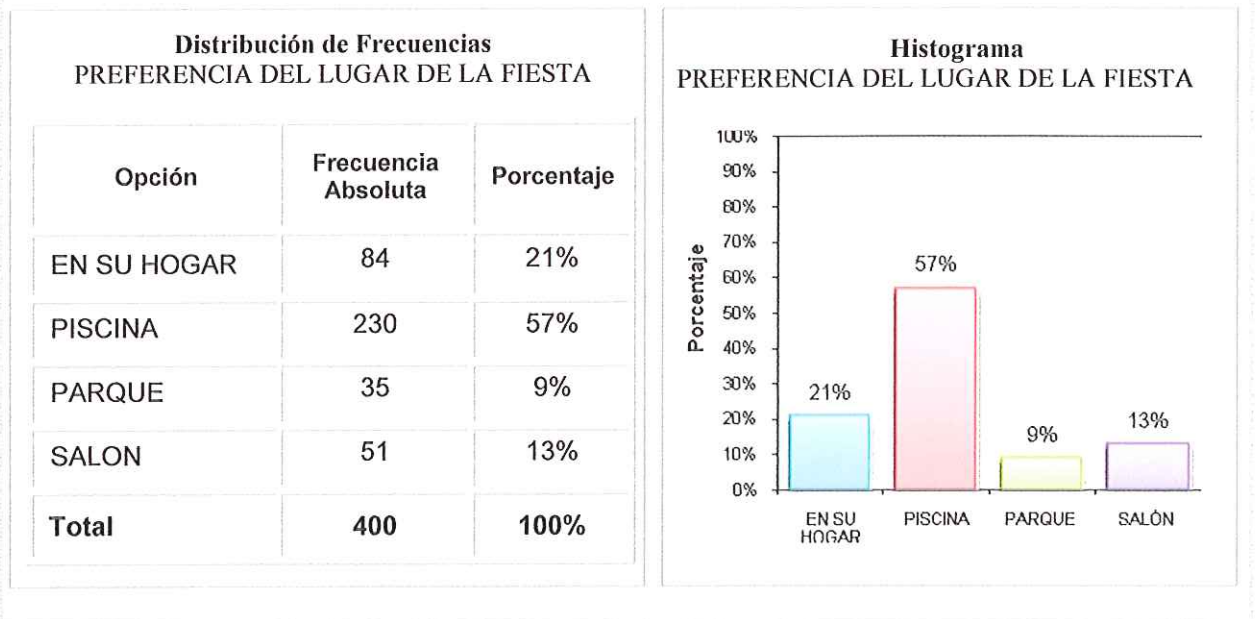 Distribución de Frecuencias
PREFERENCIA DEL LUGAR DE LA FIESTA
Opción Frecuencia Absoluta Porcentaje
EN SU HOGAR 84 21%
PISCINA 230 57%
PARQUE 35 9%
SALON 51 13%
Total 400 100%
Histograma
PREFERENCIA DEL LUGAR DE LA FIESTA
Porcentaje
100%
90%
80%
70%
60%
50%
40%
30%
20%
10%
0%
21%
57%
9%
13%
EN SU HOGAR
PISCINA
PARQUE
SALÓN